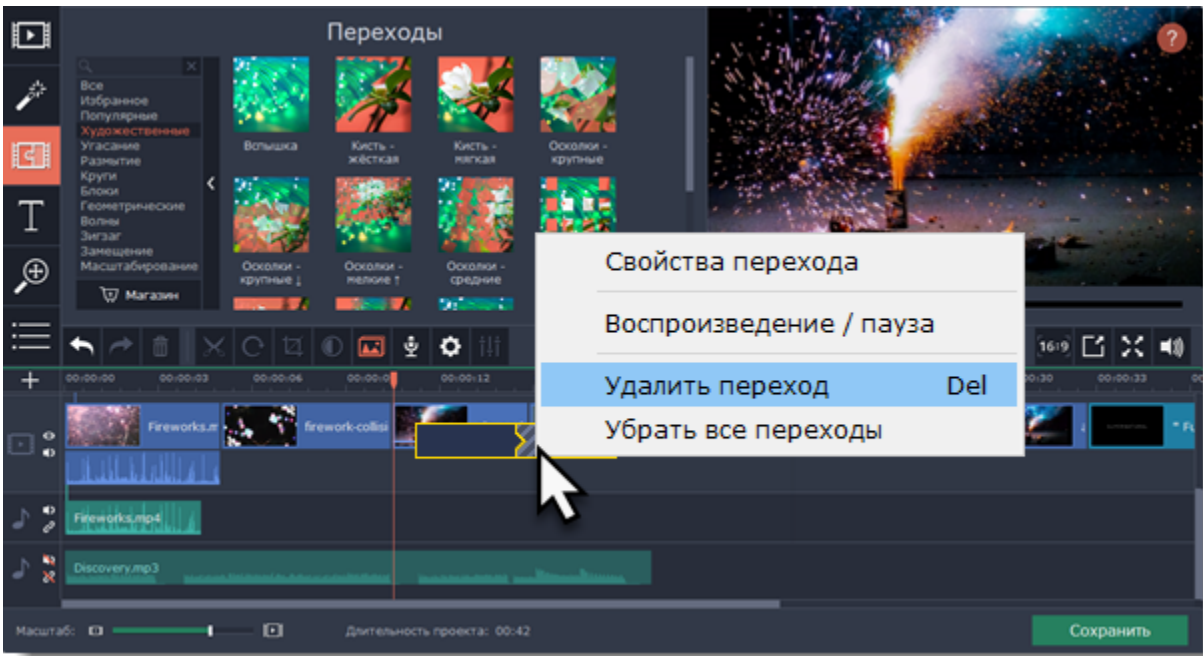 Переходы
?
Все
Избранное
Популярные
Художественные
Угасание
Размытие
Круги
Блоки
Геометрические
Волны
Зигзаг
Замещение
Масштабирование
Магазин
Вспышка
Кисть -
жёсткая
Кисть -
мягкая
Осколки -
крупные
Осколки -
крупные ↓
Осколки -
мелкие ↑
Осколки -
средние
Свойства перехода
Воспроизведение / пауза
Удалить переход Del
Убрать все переходы
T
16:9
00:00:00 00:00:03 00:00:06 00:00:0 00:00:12 00:30 00:00:33
Fireworks.m firework-collisi
Fireworks.mp4
Discovery.mp3
Масштаб: Длительность проекта: 00:42 Сохранить